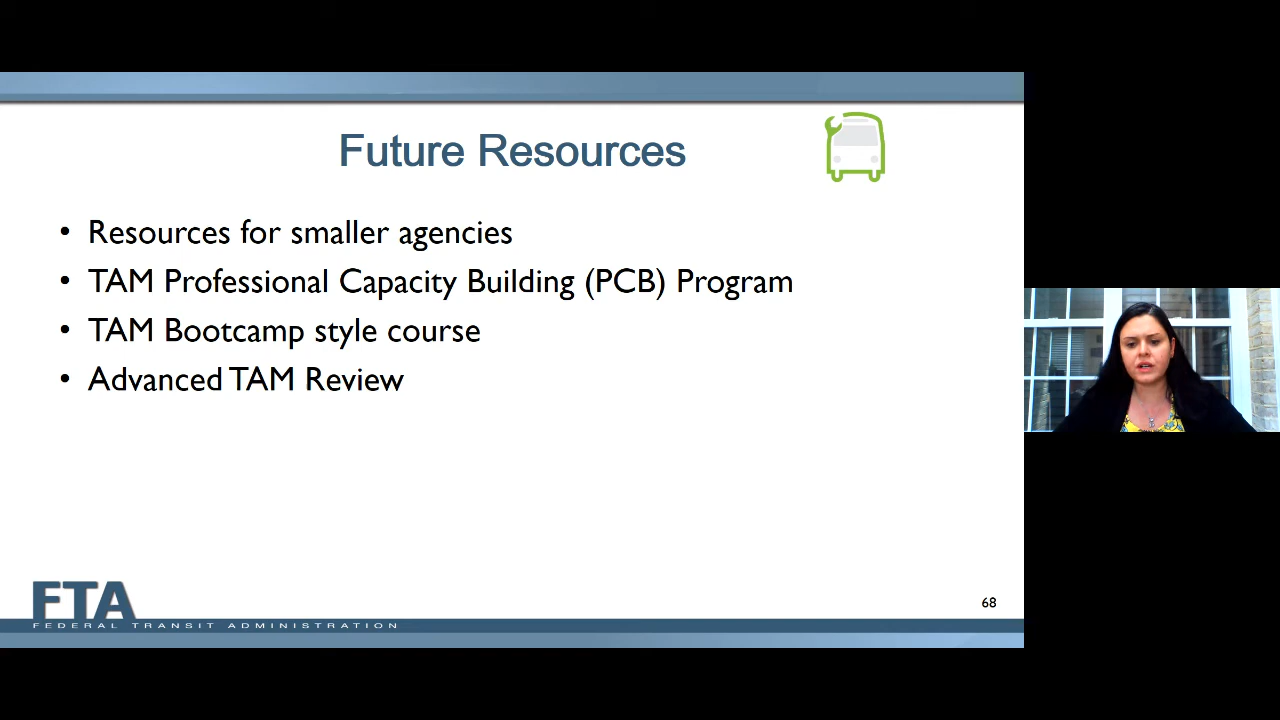 Future Resources
• Resources for smaller agencies
• TAM Professional Capacity Building (PCB) Program
• TAM Bootcamp style course
• Advanced TAM Review
FTA
FEDERAL TRANSIT ADMINISTRATION
68